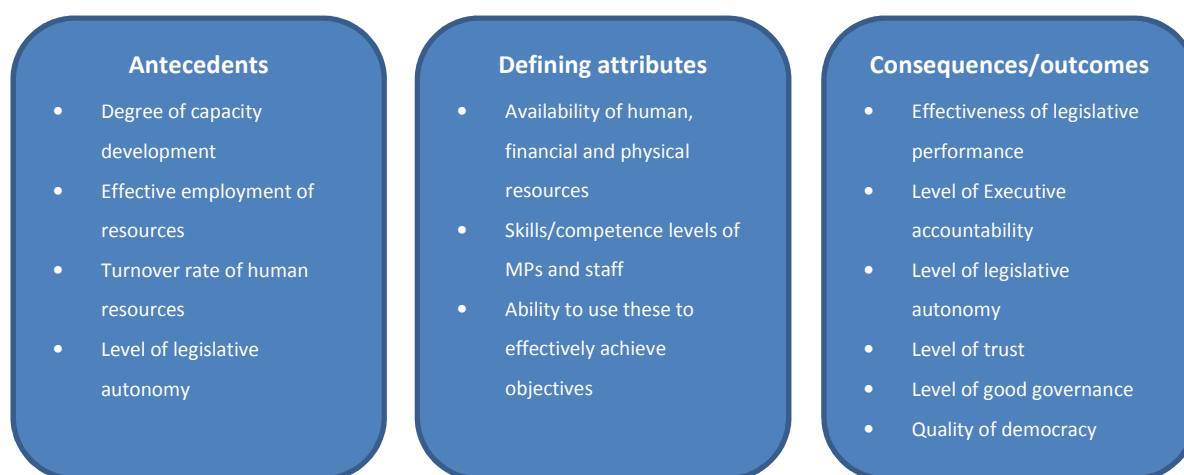 Antecedents
• Degree of capacity
development
• Effective employment of
resources
• Turnover rate of human
resources
• Level of legislative
autonomy
Defining attributes
• Availability of human,
financial and physical
resources
• Skills/competence levels of
MPs and staff
• Ability to use these to
effectively achieve
objectives
Consequences/outcomes
• Effectiveness of legislative
performance
• Level of Executive
accountability
• Level of legislative
autonomy
• Level of trust
• Level of good governance
• Quality of democracy